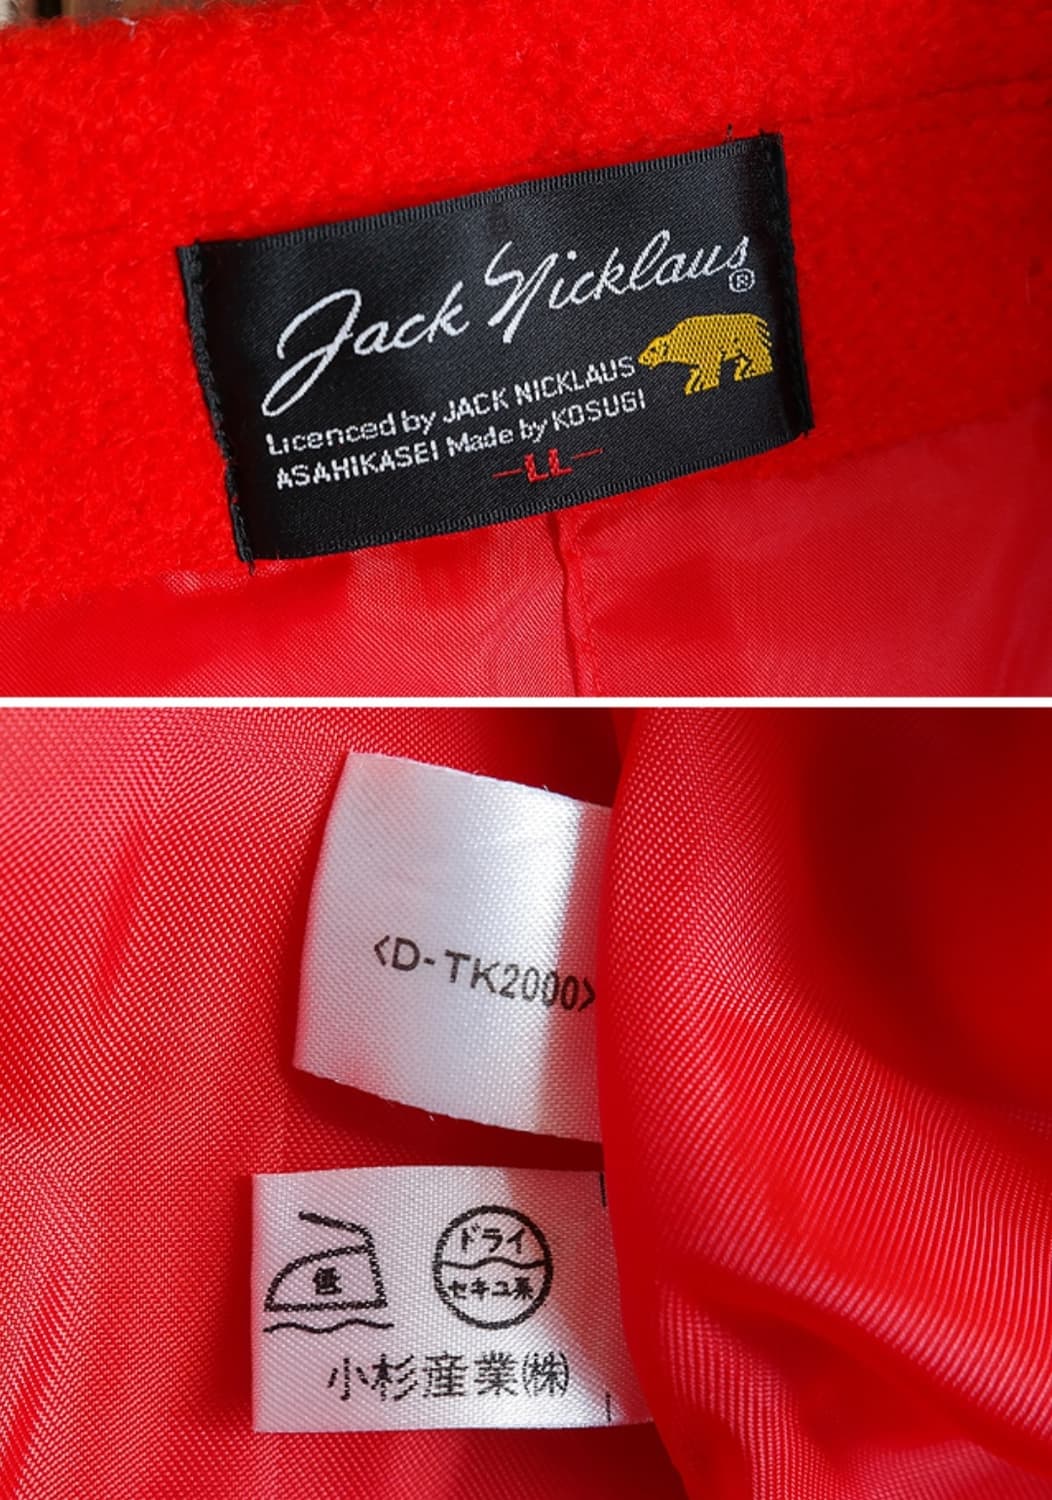 Jack Nicklaus®
Licenced by JACK NICKLAUS
ASAHIKASEI Made by KOSUGI
-LL-
<D-TK2000>
低
ドライ
セキユ系
小杉産業(株)